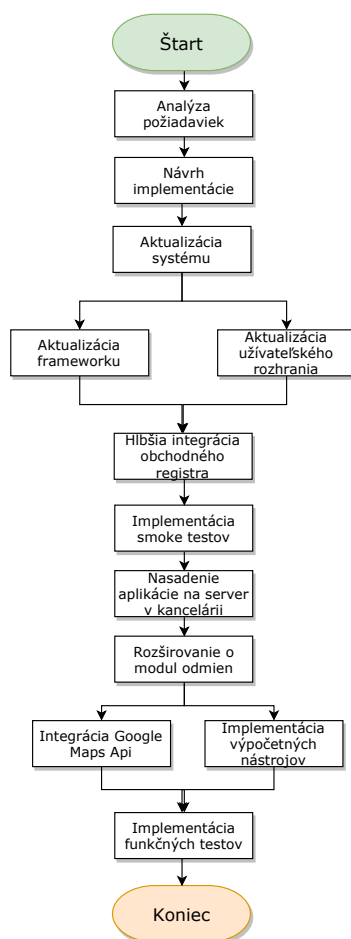 Štart
Analýza
požiadaviek
Návrh
implementácie
Aktualizácia
systému
Aktualizácia
frameworku
Aktualizácia
užívateľského
rozhrania
Hlbšia integrácia
obchodného
registra
Implementácia
smoke testov
Nasadenie
aplikácie na server
v kancelárii
Rozširovanie o
modul odmien
Integrácia Google
Maps Api
Implementácia
výpočetných
nástrojov
Implementácia
funkčných testov
Koniec